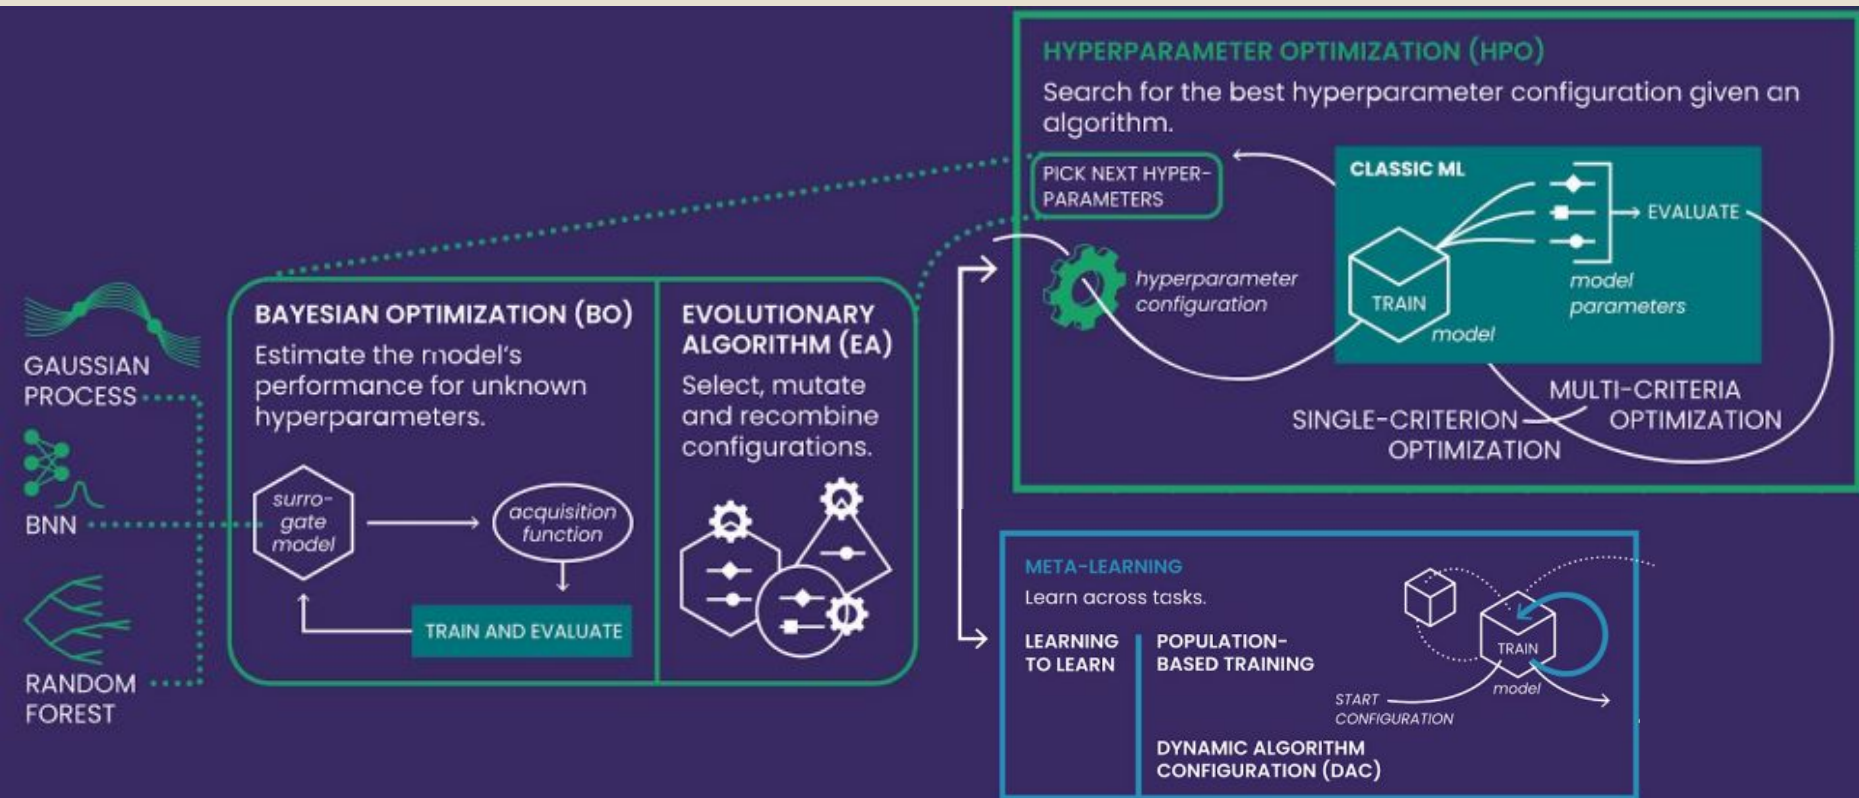 HYPERPARAMETER OPTIMIZATION (HPO)
Search for the best hyperparameter configuration given an
algorithm.
PICK NEXT HYPER-
PARAMETERS
CLASSIC ML
EVALUATE
TRAIN
model
model
parameters
hyperparameter
configuration
MULTI-CRITERIA
OPTIMIZATION
SINGLE-CRITERION
OPTIMIZATION
GAUSSIAN
PROCESS
BNN
RANDOM
FOREST
BAYESIAN OPTIMIZATION (BO)
Estimate the model's
performance for unknown
hyperparameters.
surro-
gate
model
acquisition
function
TRAIN AND EVALUATE
EVOLUTIONARY
ALGORITHM (EA)
Select, mutate
and recombine
configurations.
META-LEARNING
Learn across tasks.
LEARNING
TO LEARN
POPULATION-
BASED TRAINING
TRAIN
model
START
CONFIGURATION
DYNAMIC ALGORITHM
CONFIGURATION (DAC)